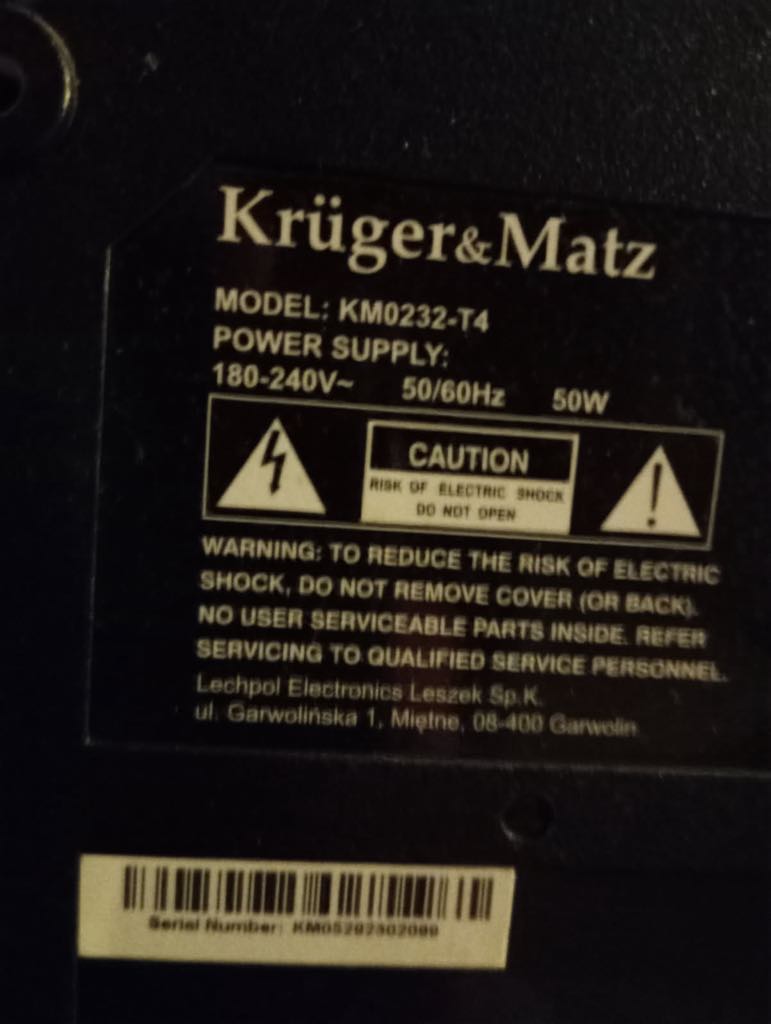 Krüger&Matz
MODEL: KM0232-T4
POWER SUPPLY:
180-240V~ 50/60Hz 50W
CAUTION
RISK OF ELECTRIC SHOCK
DO NOT OPEN
WARNING: TO REDUCE THE RISK OF ELECTRIC
SHOCK, DO NOT REMOVE COVER (OR BACK).
NO USER SERVICEABLE PARTS INSIDE. REFER
SERVICING TO QUALIFIED SERVICE PERSONNEL.
Lechpol Electronics Leszek Sp.K.
ul. Garwolińska 1, Miętne, 08-400 Garwolin
Serial Number: